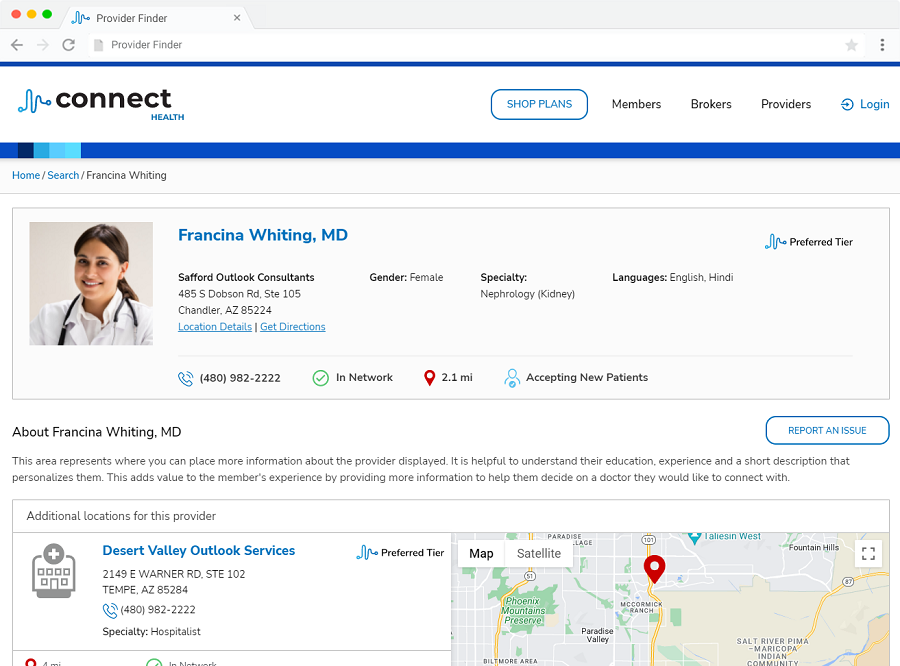 Provider Finder
Provider Finder
connect
HEALTH
SHOP PLANS
Members
Brokers
Providers
Login
Home / Search / Francina Whiting
Francina Whiting, MD
Preferred Tier
Safford Outlook Consultants
485 S Dobson Rd, Ste 105
Chandler, AZ 85224
Location Details | Get Directions
Gender: Female
Specialty:
Nephrology (Kidney)
Languages: English, Hindi
(480) 982-2222
In Network
2.1 mi
Accepting New Patients
About Francina Whiting, MD
REPORT AN ISSUE
This area represents where you can place more information about the provider displayed. It is helpful to understand their education, experience and a short description that
personalizes them. This adds value to the member's experience by providing more information to help them decide on a doctor they would like to connect with.
Additional locations for this provider
Desert Valley Outlook Services
Preferred Tier
2149 E WARNER RD, STE 102
TEMPE, AZ 85284
(480) 982-2222
Specialty: Hospitalist
4 mi
In Network
Map
Satellite
PARADISE
101
Taliesin West
Fountain Hills
51
87
Phoenix
Mountains
Preserve
MCCORMICK
RANCH
Paradise
Valley
BILTMORE AREA
SALT RIVER PIMA
–MARICOPA
INDIAN
COMMUNITY